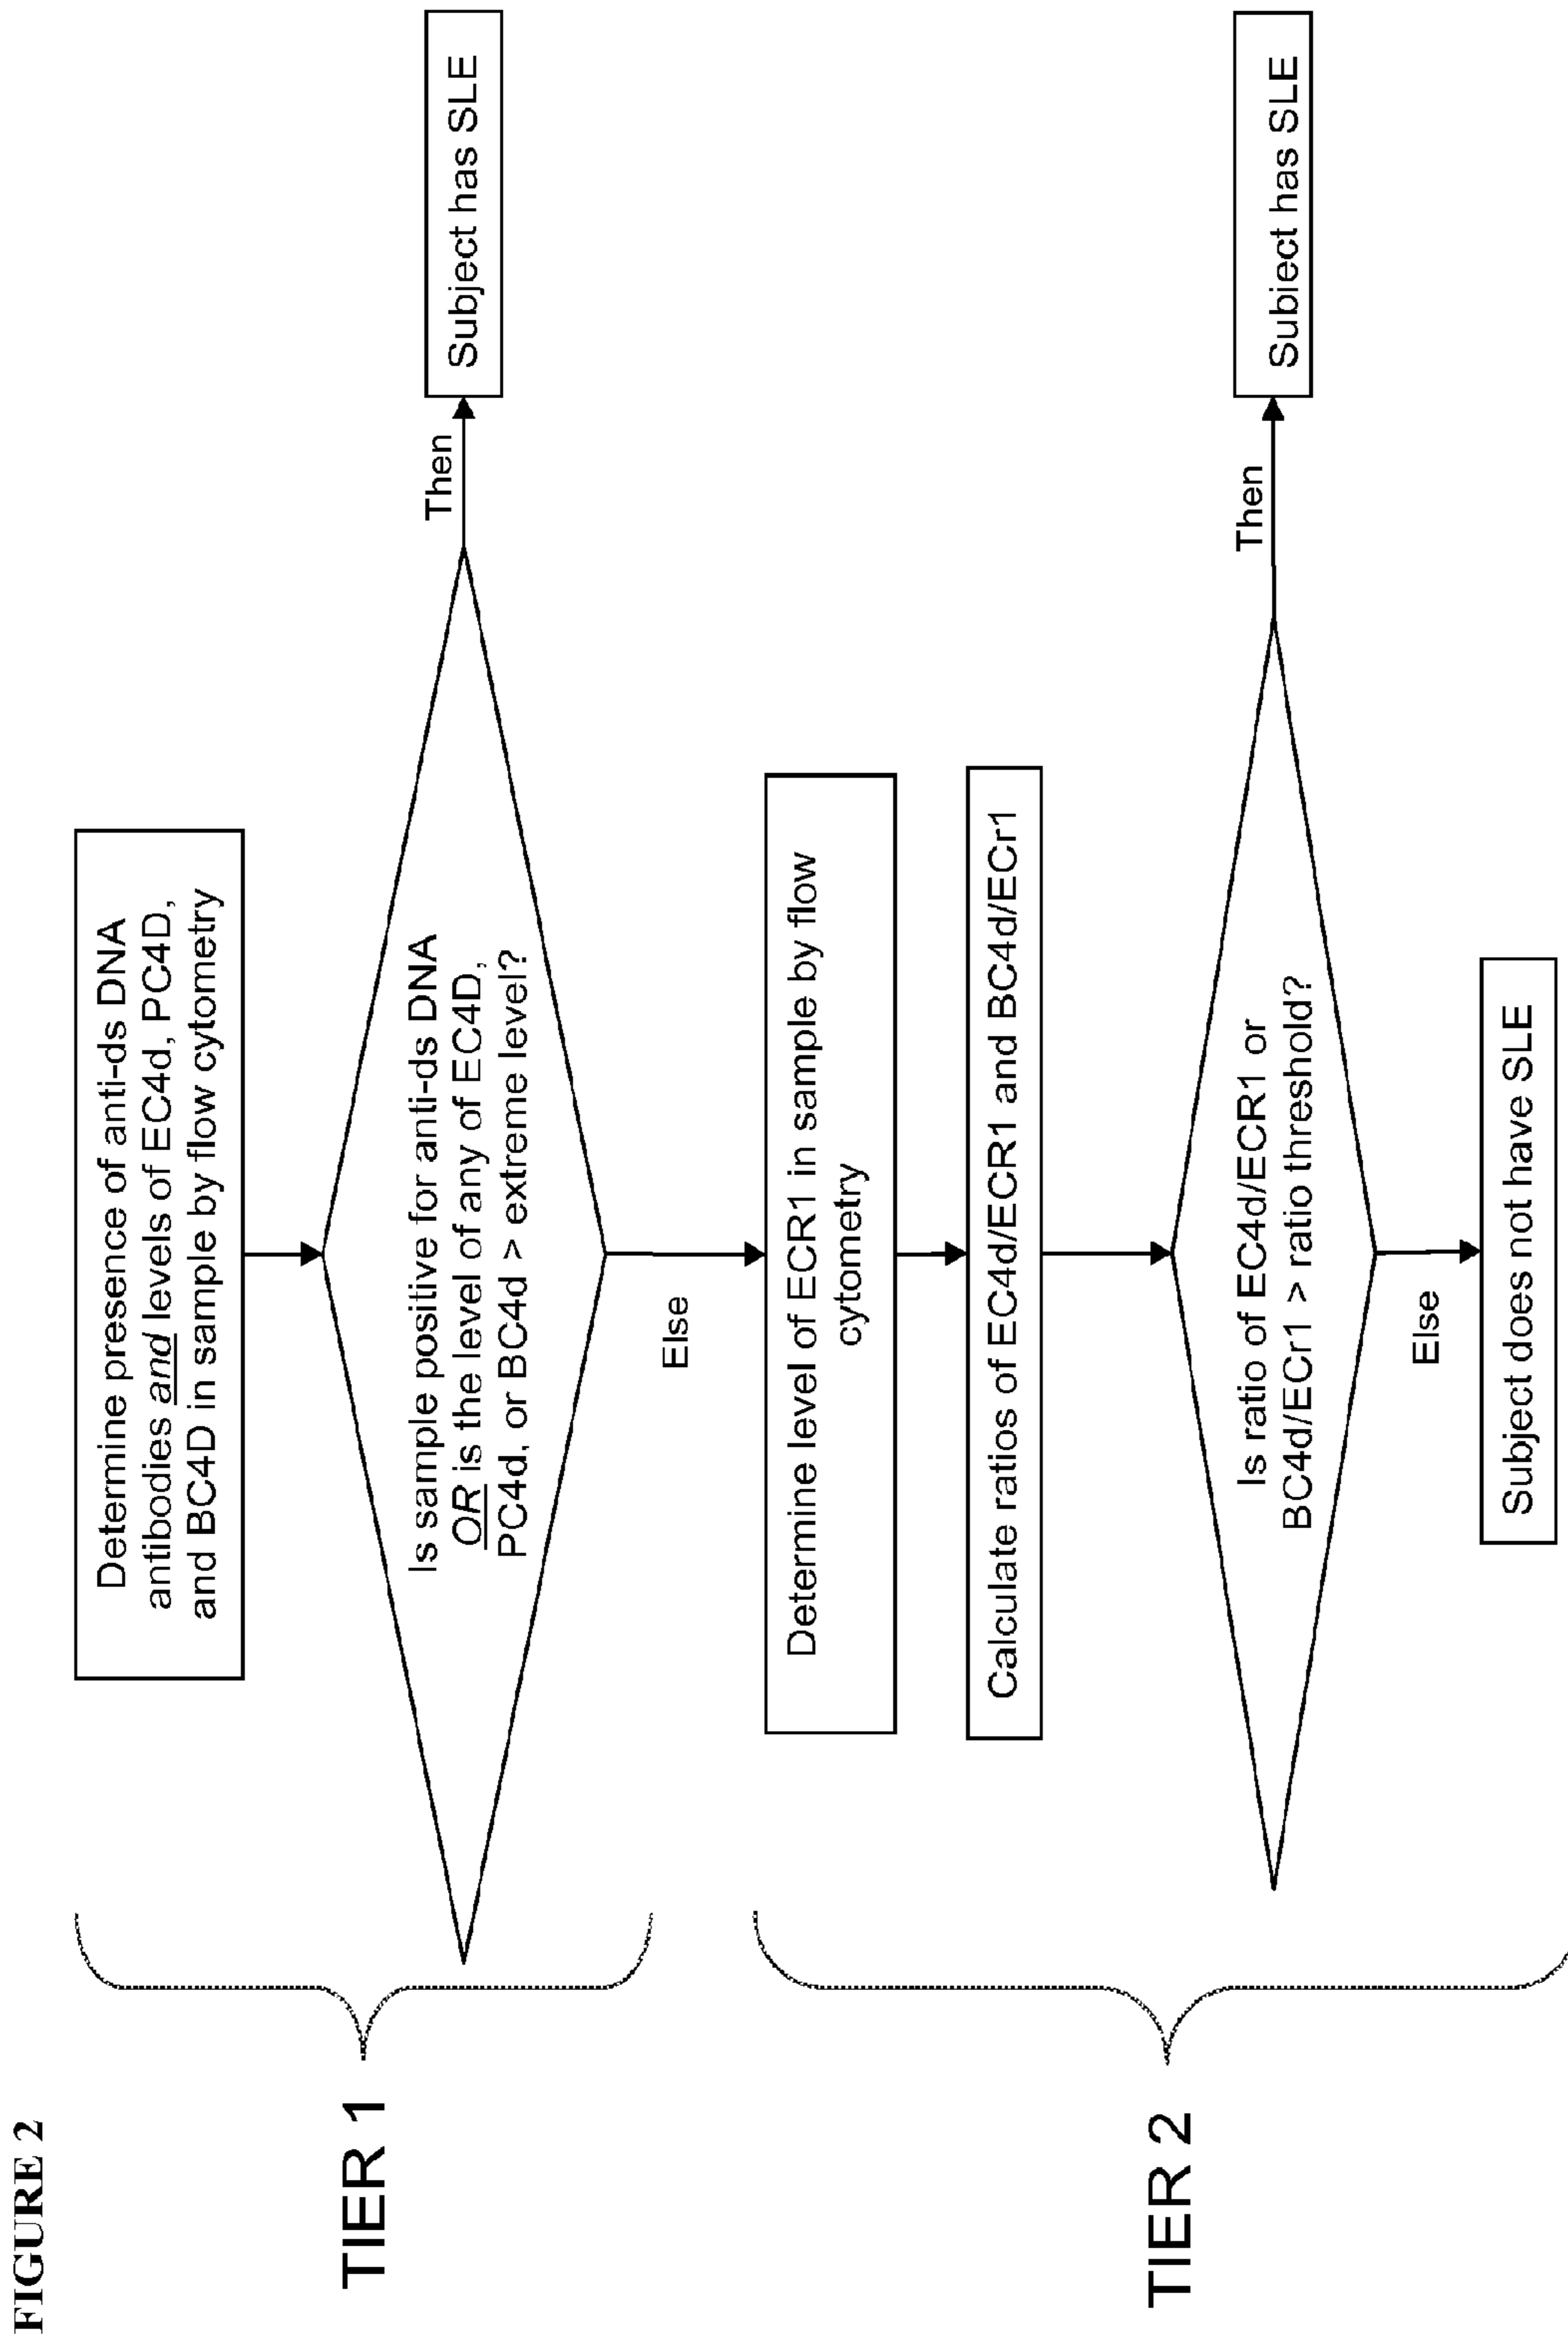 FIGURE 2
TIER 1
Determine presence of anti-ds DNA
antibodies and levels of EC4d, PC4D,
and BC4D in sample by flow cytometry
Is sample positive for anti-ds DNA
OR is the level of any of EC4D,
PC4d, or BC4d > extreme level?
Then
Subject has SLE
Else
TIER 2
Determine level of ECR1 in sample by flow
cytometry
Calculate ratios of EC4d/ECR1 and BC4d/ECr1
Is ratio of EC4d/ECR1 or
BC4d/ECr1 > ratio threshold?
Then
Subject has SLE
Else
Subject does not have SLE